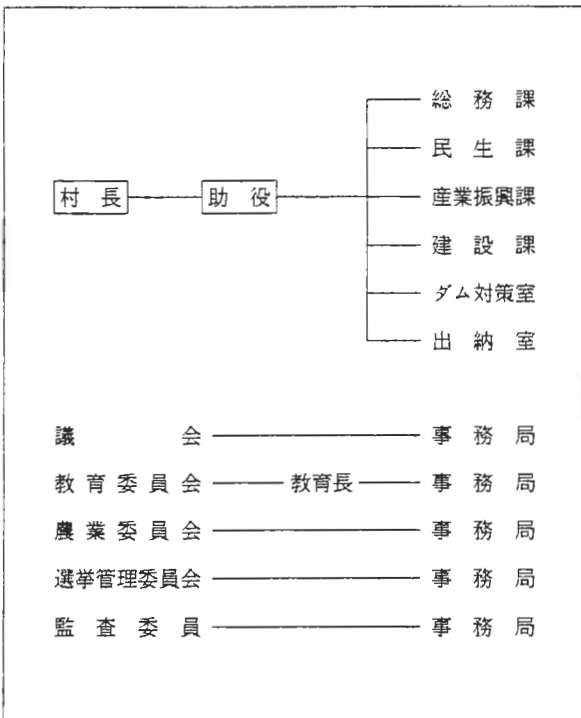 総務課
民生課
村長 助役 産業振興課
建設課
ダム対策室
出納室
議会 事務局
教育委員会 教育長 事務局
農業委員会 事務局
選挙管理委員会 事務局
監査委員 事務局